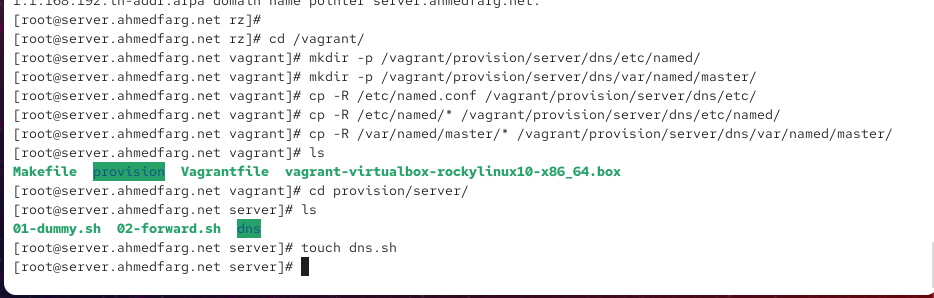 1.1.168.192.in-addr.arpa domain name pointer server.ahmedfarg.net.
[root@server.ahmedfarg.net rz]#
[root@server.ahmedfarg.net rz]# cd /vagrant/
[root@server.ahmedfarg.net vagrant]# mkdir -p /vagrant/provision/server/dns/etc/named/
[root@server.ahmedfarg.net vagrant]# mkdir -p /vagrant/provision/server/dns/var/named/master/
[root@server.ahmedfarg.net vagrant]# cp -R /etc/named.conf /vagrant/provision/server/dns/etc/
[root@server.ahmedfarg.net vagrant]# cp -R /etc/named/* /vagrant/provision/server/dns/etc/named/
[root@server.ahmedfarg.net vagrant]# cp -R /var/named/master/* /vagrant/provision/server/dns/var/named/master/
[root@server.ahmedfarg.net vagrant]# ls
Makefile provision Vagrantfile vagrant-virtualbox-rockylinux10-x86_64.box
[root@server.ahmedfarg.net vagrant]# cd provision/server/
[root@server.ahmedfarg.net server]# ls
01-dummy.sh 02-forward.sh dns
[root@server.ahmedfarg.net server]# touch dns.sh
[root@server.ahmedfarg.net server]#